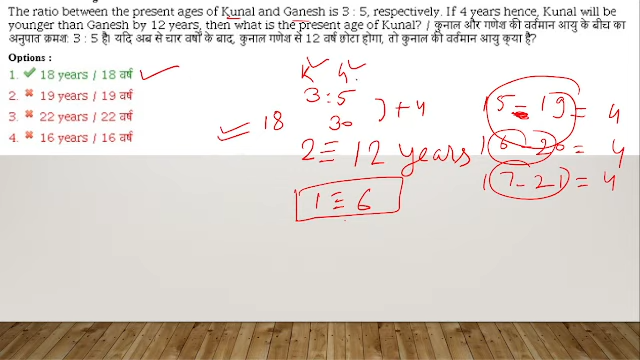 The ratio between the present ages of Kunal and Ganesh is 3 : 5, respectively. If 4 years hence, Kunal will be
younger than Ganesh by 12 years, then what is the present age of Kunal? / कुनाल और गणेश की वर्तमान आयु के बीच का
अनुपात क्रमश: 3 : 5 है। यदि अब से चार वर्षों के बाद, कुनाल गणेश से 12 वर्ष छोटा होगा, तो कुनाल की वर्तमान आयु क्या है?
Options :
1. ✓ 18 years / 18 वर्ष ✓
2. ✖ 19 years / 19 वर्ष
3. ✖ 22 years / 22 वर्ष
4. ✖ 16 years / 16 वर्ष
K G
3 : 5
18 30 ) + 4
2 ≡ 12 years
1 ≡ 6
15 - 19 = 4
16 - 20 = 4
17 - 21 = 4